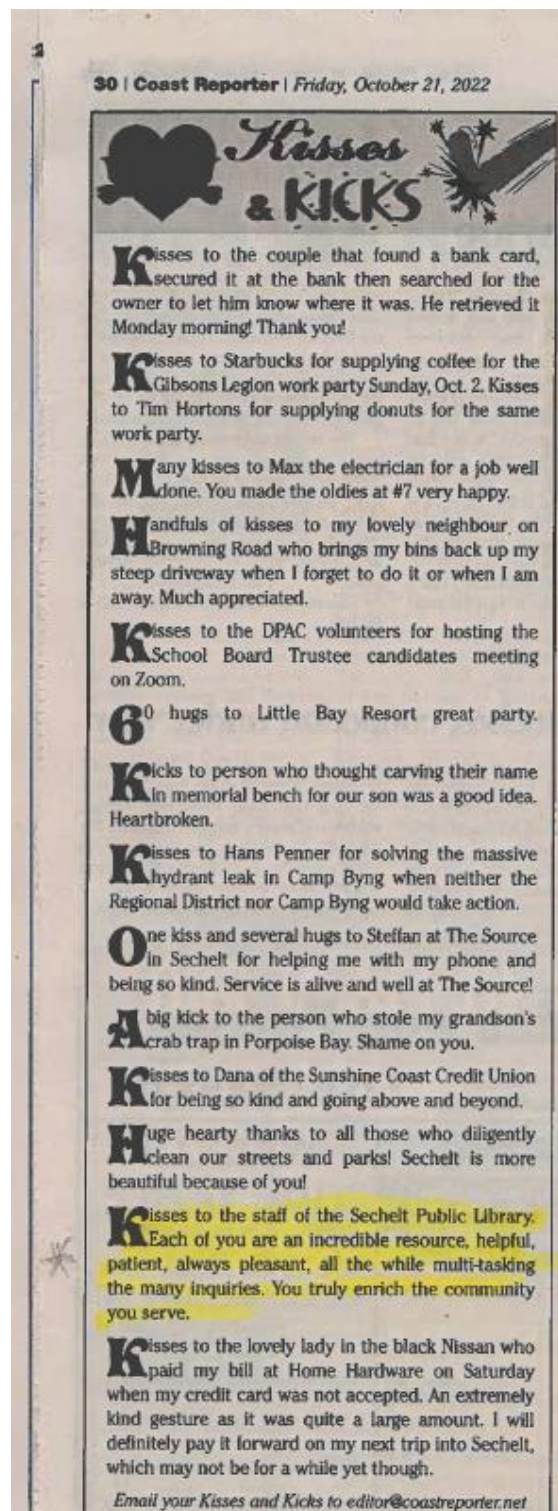 30 | Coast Reporter | Friday, October 21, 2022
Kisses
& KICKS
Kisses to the couple that found a bank card,
secured it at the bank then searched for the
owner to let him know where it was. He retrieved it
Monday morning! Thank you!
Kisses to Starbucks for supplying coffee for the
Gibsons Legion work party Sunday, Oct. 2. Kisses
to Tim Hortons for supplying donuts for the same
work party.
Many kisses to Max the electrician for a job well
done. You made the oldies at #7 very happy.
Handfuls of kisses to my lovely neighbour on
Browning Road who brings my bins back up my
steep driveway when I forget to do it or when I am
away. Much appreciated.
Kisses to the DPAC volunteers for hosting the
School Board Trustee candidates meeting
on Zoom.
60 hugs to Little Bay Resort great party.
Kicks to person who thought carving their name
in memorial bench for our son was a good idea.
Heartbroken.
Kisses to Hans Penner for solving the massive
hydrant leak in Camp Byng when neither the
Regional District nor Camp Byng would take action.
One kiss and several hugs to Steffan at The Source
in Sechelt for helping me with my phone and
being so kind. Service is alive and well at The Source!
A big kick to the person who stole my grandson's
crab trap in Porpoise Bay. Shame on you.
Kisses to Dana of the Sunshine Coast Credit Union
for being so kind and going above and beyond.
Huge hearty thanks to all those who diligently
clean our streets and parks! Sechelt is more
beautiful because of you!
Kisses to the staff of the Sechelt Public Library.
Each of you are an incredible resource, helpful,
patient, always pleasant, all the while multi-tasking
the many inquiries. You truly enrich the community
you serve.
Kisses to the lovely lady in the black Nissan who
paid my bill at Home Hardware on Saturday
when my credit card was not accepted. An extremely
kind gesture as it was quite a large amount. I will
definitely pay it forward on my next trip into Sechelt,
which may not be for a while yet though.
Email your Kisses and Kicks to editor@coastreporter.net